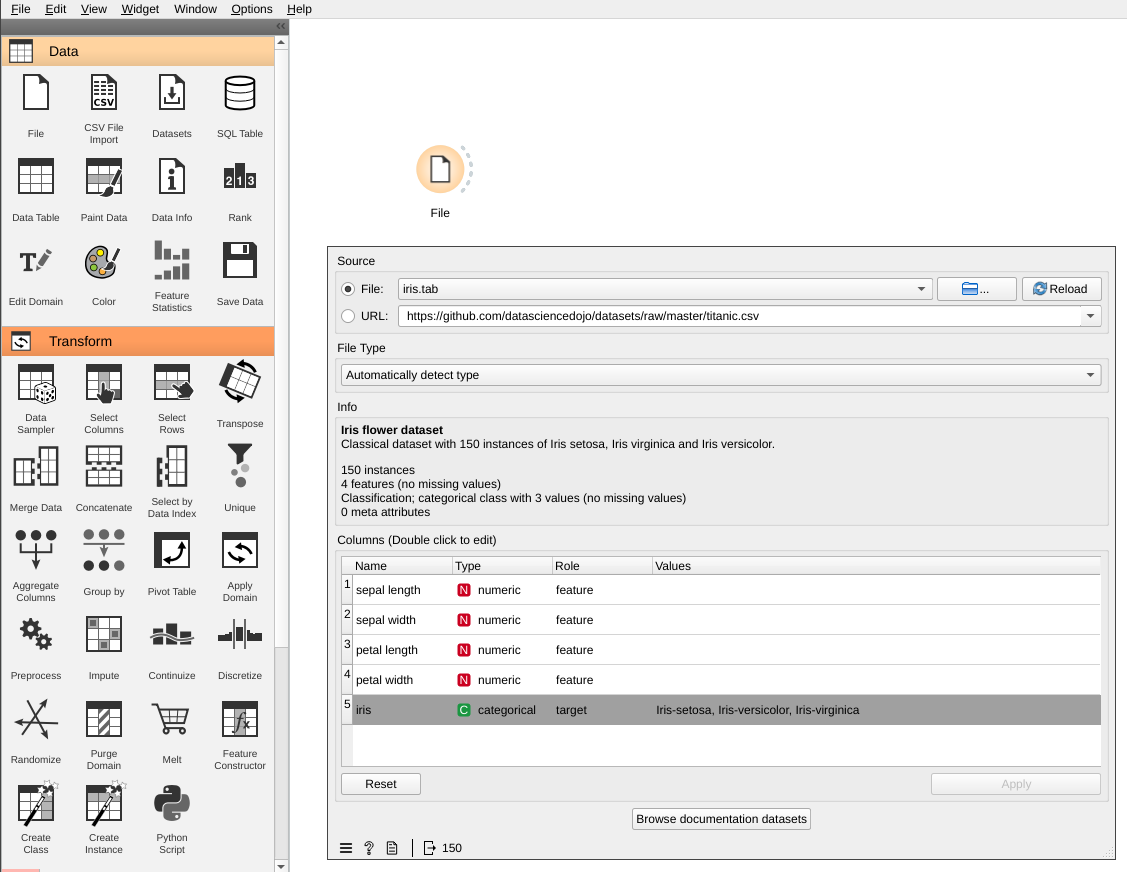 File Edit View Widget Window Options Help
Data
File
CSV
CSV File
Import
Datasets
SQL Table
Data Table
Paint Data
Data Info
2 1 3
Rank
T
Edit Domain
Color
Feature
Statistics
Save Data
Transform
Data
Sampler
Select
Columns
Select
Rows
Transpose
Merge Data
Concatenate
Select by
Data Index
Unique
Aggregate
Columns
Group by
Pivot Table
Apply
Domain
Preprocess
Impute
Continuize
Discretize
Randomize
Purge
Domain
Melt
fx
Feature
Constructor
Create
Class
Create
Instance
Python
Script
File
Source
File: iris.tab ... Reload
URL: https://github.com/datasciencedojo/datasets/raw/master/titanic.csv
File Type
Automatically detect type
Info
Iris flower dataset
Classical dataset with 150 instances of Iris setosa, Iris virginica and Iris versicolor.
150 instances
4 features (no missing values)
Classification; categorical class with 3 values (no missing values)
0 meta attributes
Columns (Double click to edit)
Name Type Role Values
1 sepal length N numeric feature
2 sepal width N numeric feature
3 petal length N numeric feature
4 petal width N numeric feature
5 iris C categorical target Iris-setosa, Iris-versicolor, Iris-virginica
Reset Apply
Browse documentation datasets
? 150